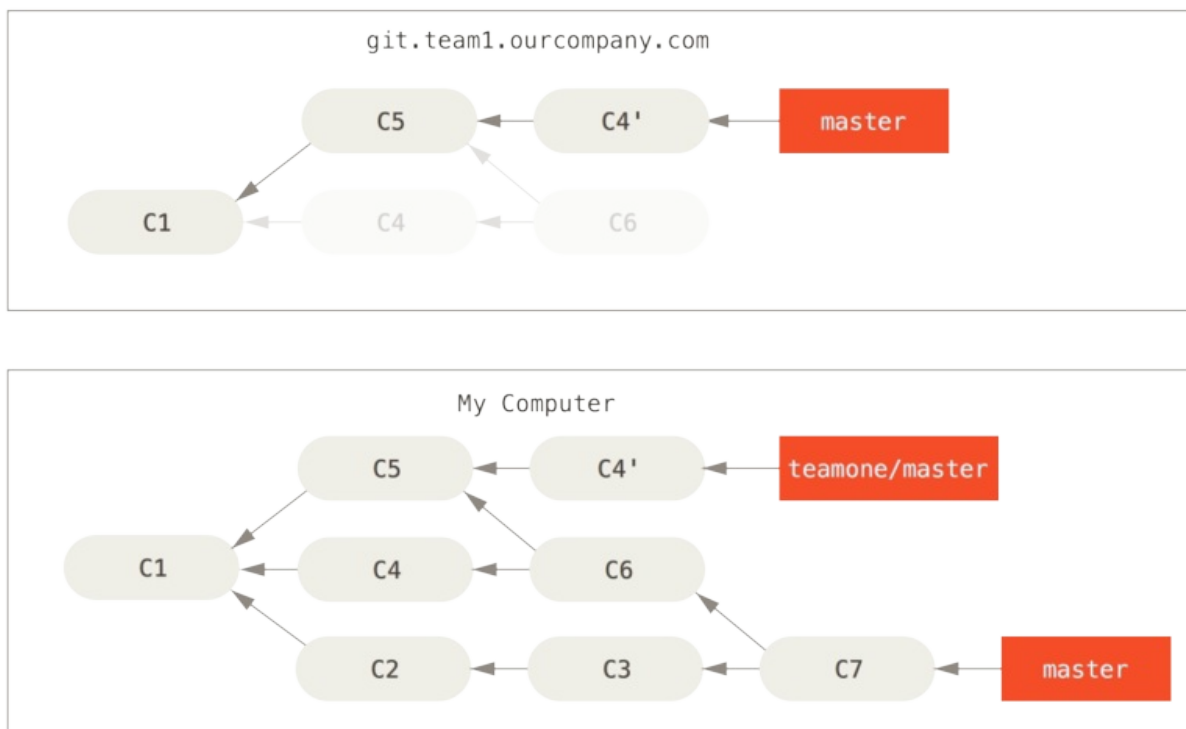 git.team1.ourcompany.com
C5 C4' master
C1 C4 C6
My Computer
C5 C4' teamone/master
C1 C4 C6
C2 C3 C7 master